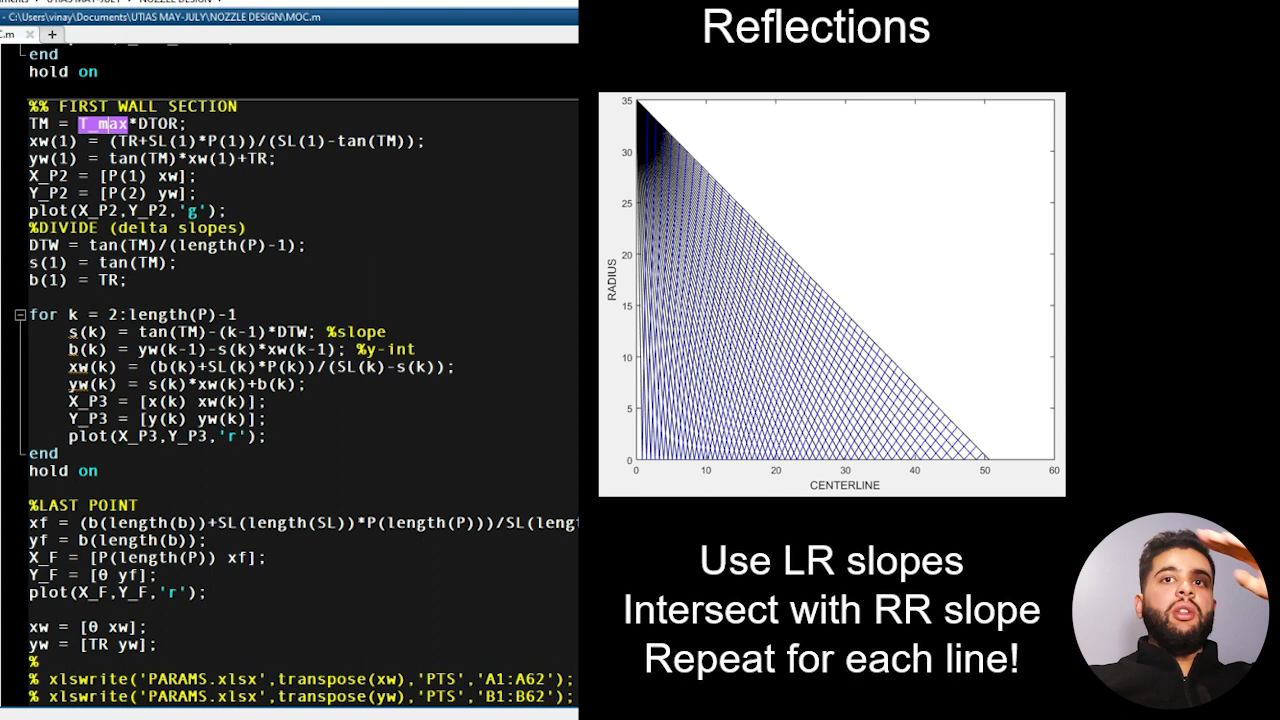 - C:\Users\vinay\Documents\UTIAS MAY-JULY\NOZZLE DESIGN\MOC.m
C.m × +
end
hold on
%% FIRST WALL SECTION
TM = T_max*DTOR;
xw(1) = (TR+SL(1)*P(1))/(SL(1)-tan(TM));
yw(1) = tan(TM)*xw(1)+TR;
X_P2 = [P(1) xw];
Y_P2 = [P(2) yw];
plot(X_P2,Y_P2,'g');
%DIVIDE (delta slopes)
DTW = tan(TM)/(length(P)-1);
s(1) = tan(TM);
b(1) = TR;
for k = 2:length(P)-1
s(k) = tan(TM)-(k-1)*DTW; %slope
b(k) = yw(k-1)-s(k)*xw(k-1); %y-int
xw(k) = (b(k)+SL(k)*P(k))/(SL(k)-s(k));
yw(k) = s(k)*xw(k)+b(k);
X_P3 = [x(k) xw(k)];
Y_P3 = [y(k) yw(k)];
plot(X_P3,Y_P3,'r');
end
hold on
%LAST POINT
xf = (b(length(b))+SL(length(SL))*P(length(P)))/SL(leng
yf = b(length(b));
X_F = [P(length(P)) xf];
Y_F = [0 yf];
plot(X_F,Y_F,'r');
xw = [0 xw];
yw = [TR yw];
%
% xlswrite('PARAMS.xlsx',transpose(xw),'PTS','A1:A62');
% xlswrite('PARAMS.xlsx',transpose(yw),'PTS','B1:B62');
Reflections
35
30
25
20
15
10
5
0
RADIUS
0 10 20 30 40 50 60
CENTERLINE
Use LR slopes
Intersect with RR slope
Repeat for each line!